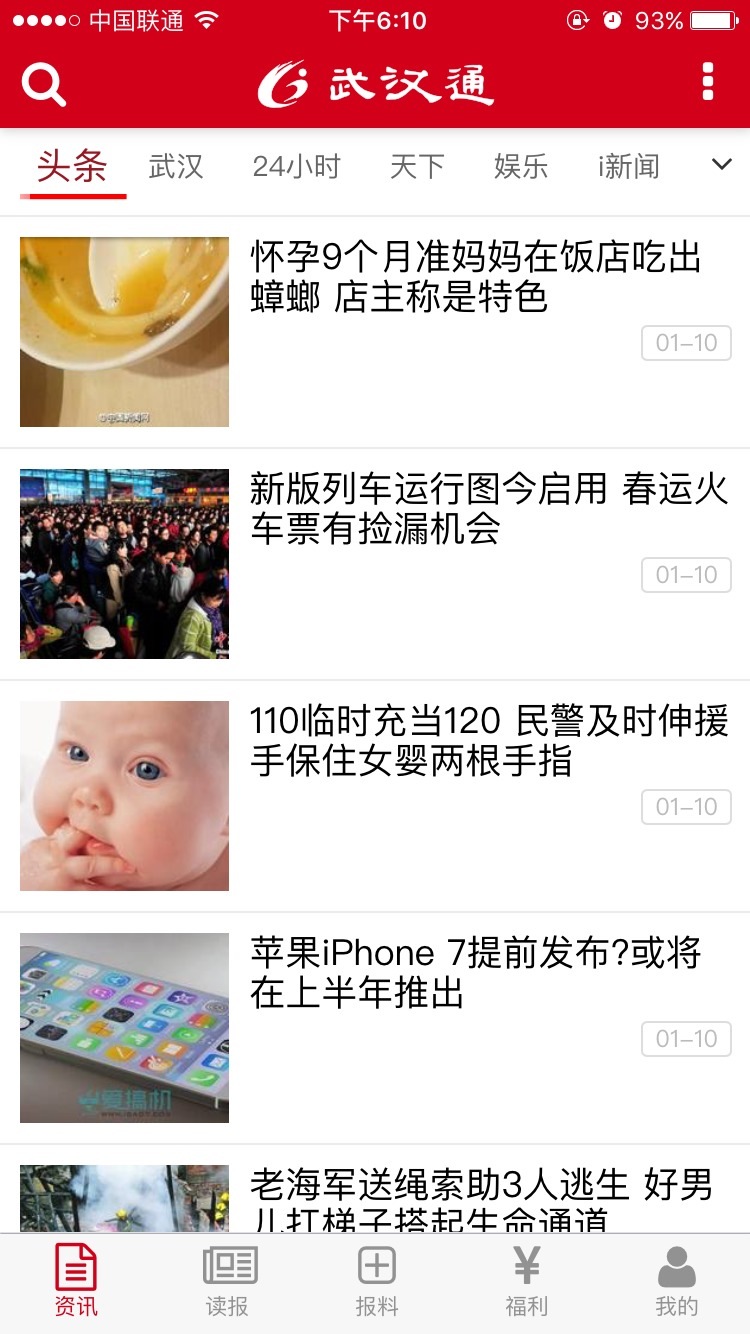 中国联通 下午6:10 93%
武汉通
头条 武汉 24小时 天下 娱乐 i新闻
怀孕9个月准妈妈在饭店吃出
蟑螂 店主称是特色
01-10
新版列车运行图今启用 春运火
车票有捡漏机会
01-10
110临时充当120 民警及时伸援
手保住女婴两根手指
01-10
苹果iPhone 7提前发布?或将
在上半年推出
01-10
爱搞机
老海军送绳索助3人逃生 好男
儿扛梯子搭起生命通道
资讯 读报 报料 福利 我的